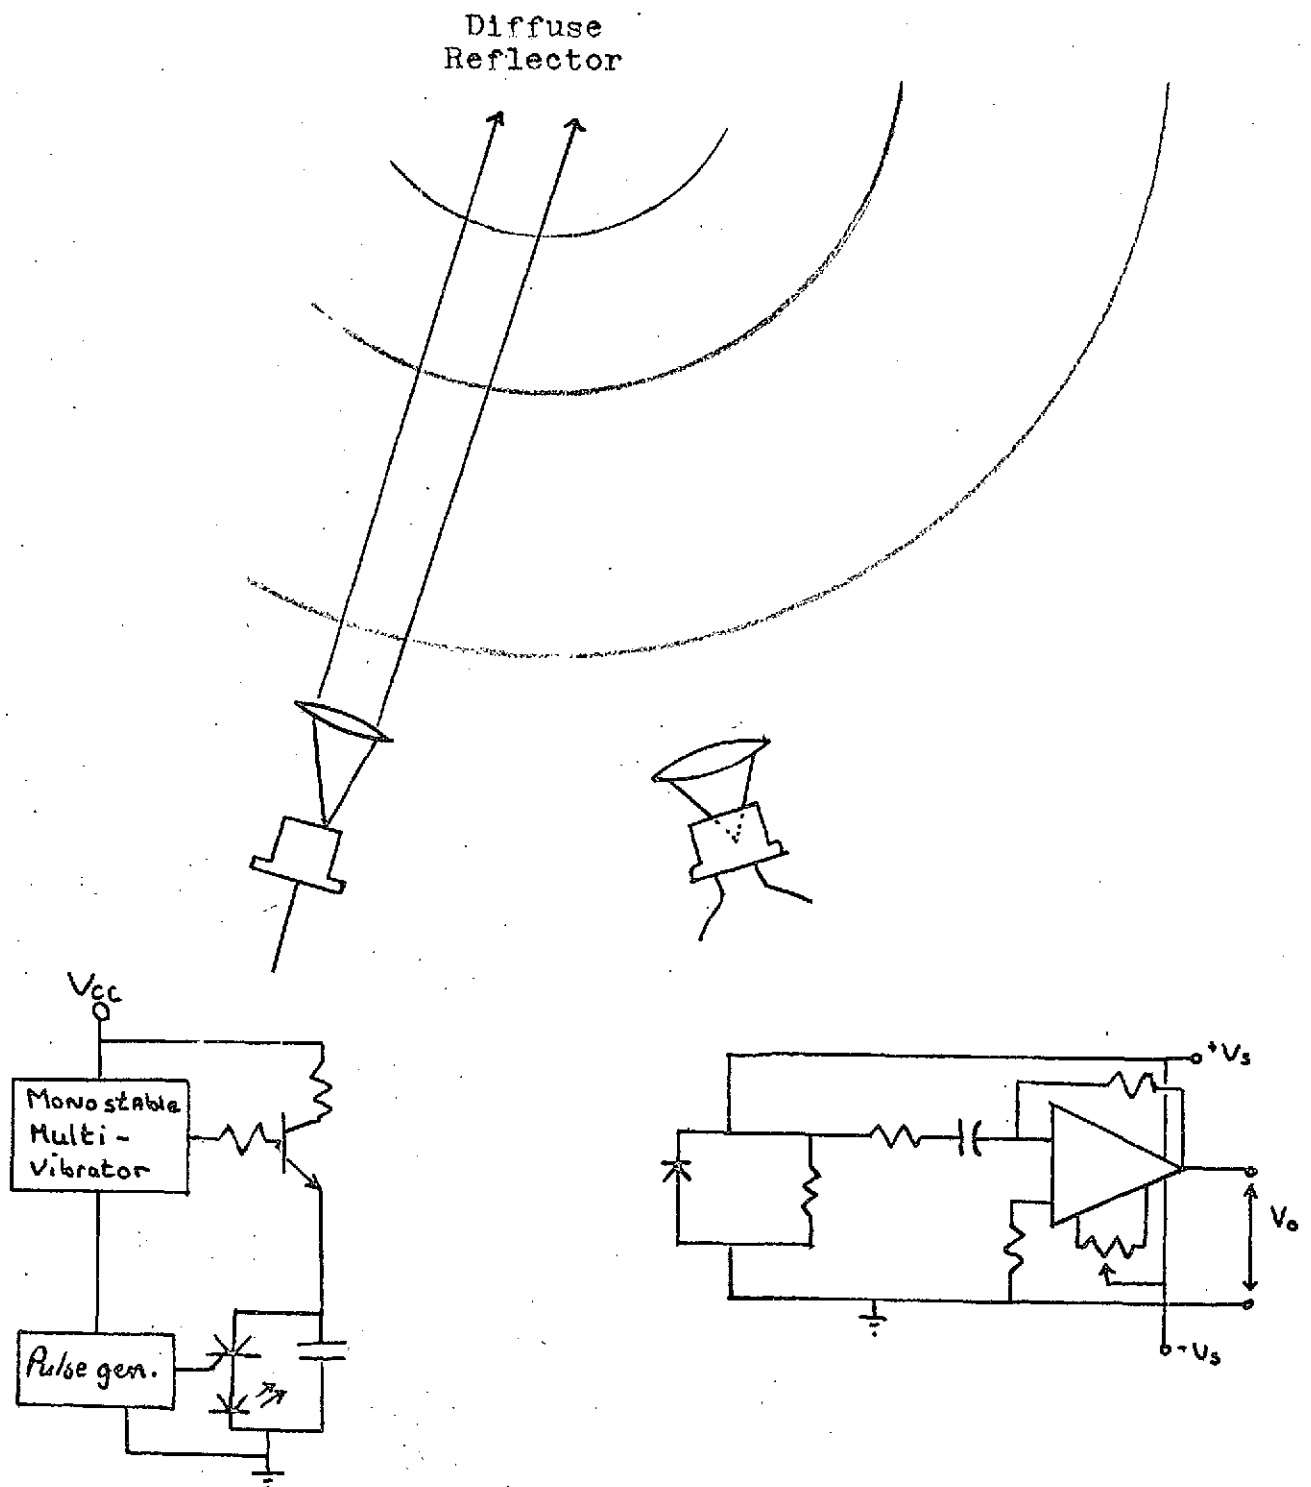 Diffuse
Reflector
Vcc
Monostable
Multi-
Vibrator
Pulse gen.
+Vs
Vo
-Vs